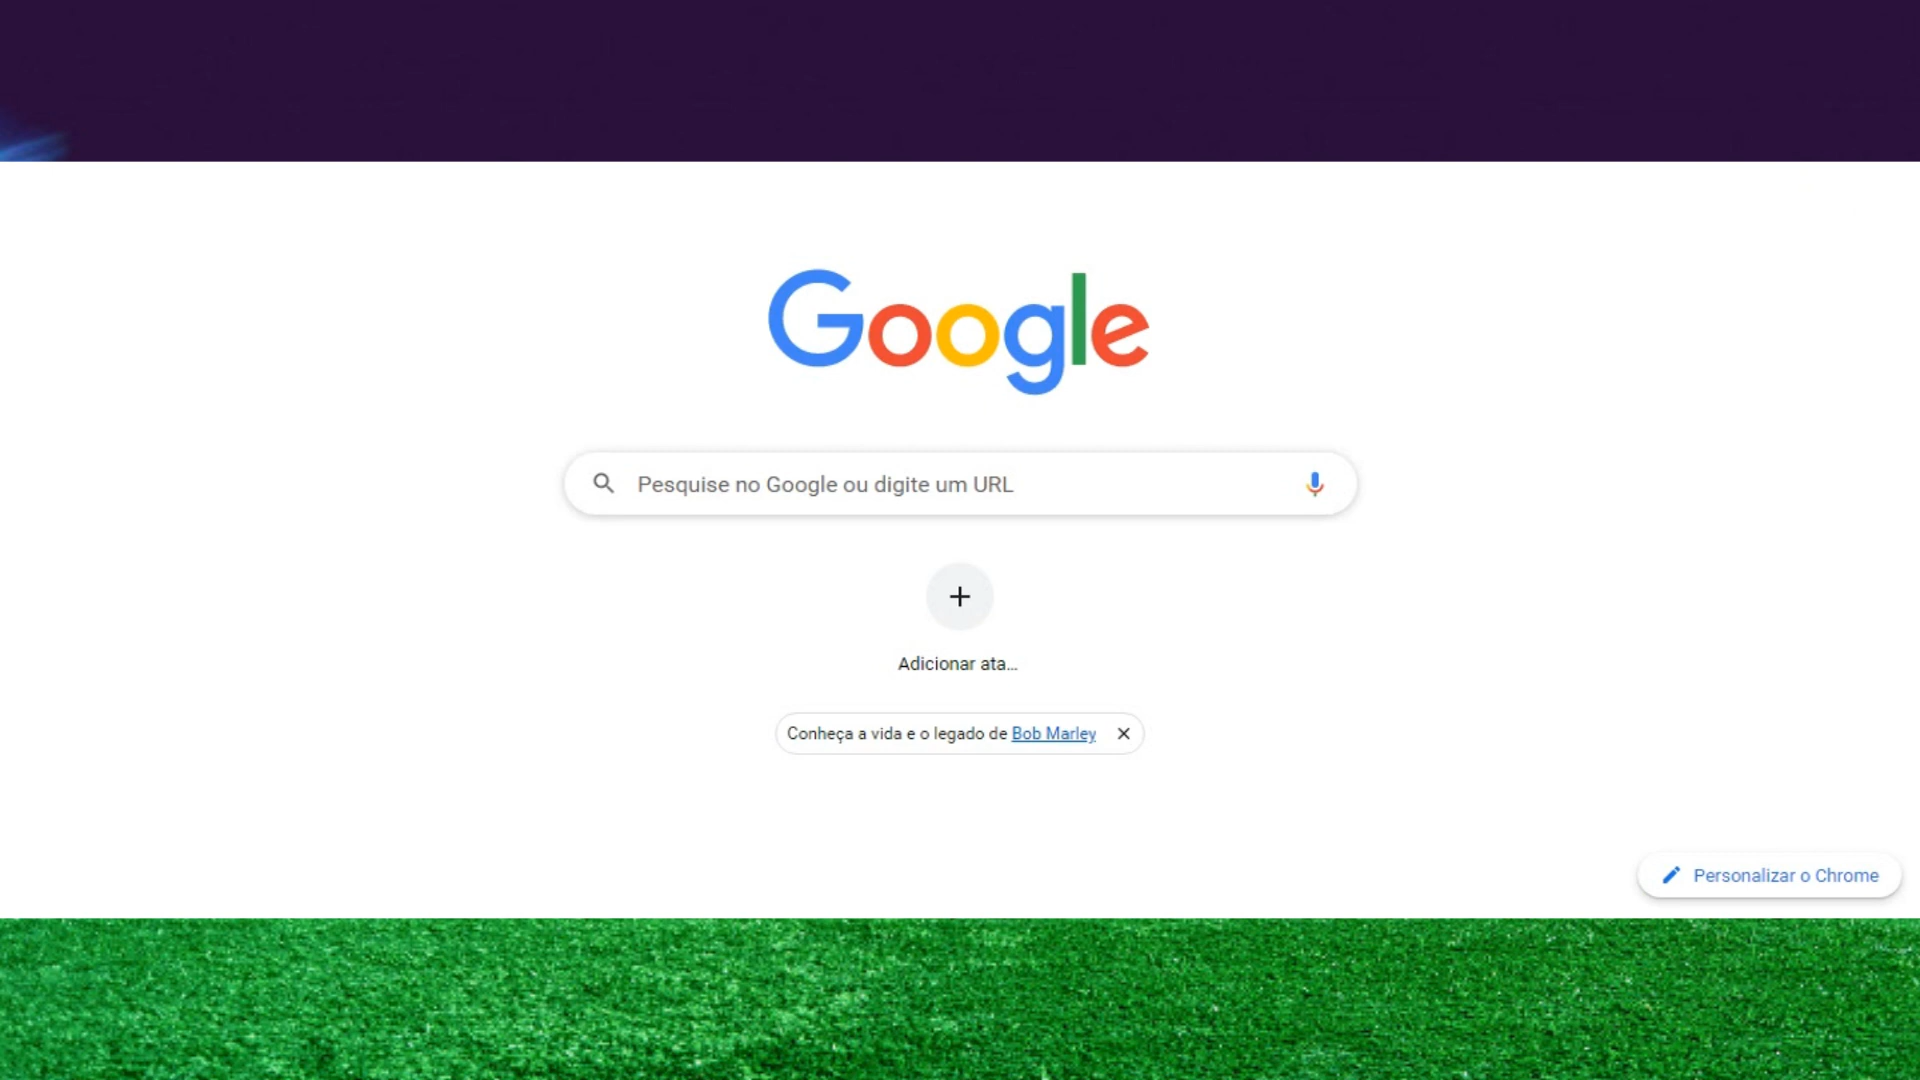 Google
Pesquise no Google ou digite um URL
Adicionar ata...
Conheça a vida e o legado de Bob Marley
Personalizar o Chrome